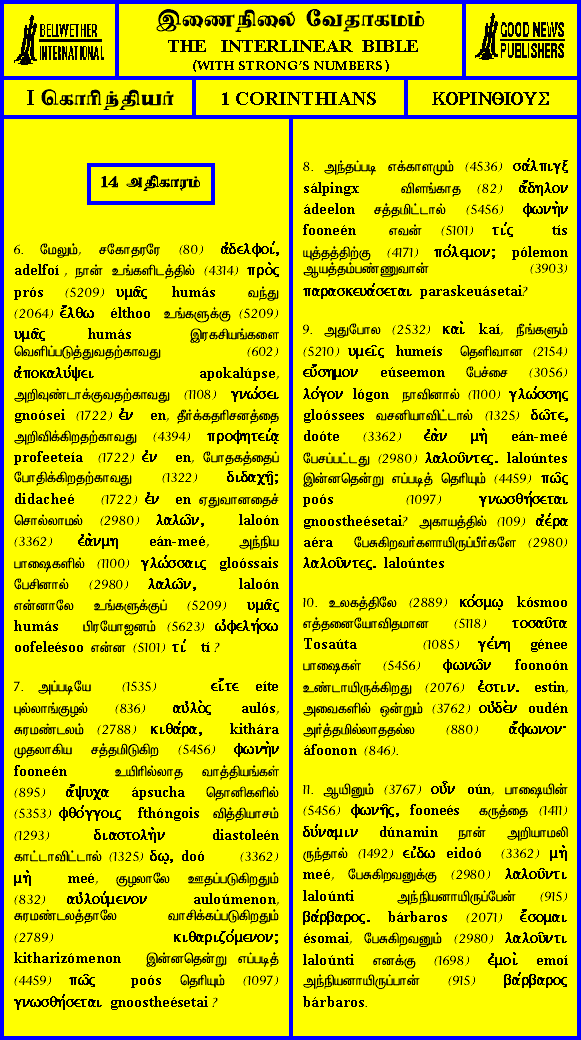 BELLWETHER
INTERNATIONAL
இணைநிலை வேதாகமம்
THE INTERLINEAR BIBLE
(WITH STRONG'S NUMBERS)
GOOD NEWS
PUBLISHERS
I கொரிந்தியர்
1 CORINTHIANS
ΚΟΡΙΝΘΙΟΥΣ
14 அதிகாரம்
6. மேலும், சகோதரரே (80) ἀδελφοί,
adelfoí , நான் உங்களிடத்தில் (4314) πρὸς
prós (5209) υμᾶς humás வந்து
(2064) ἔλθω élthoo உங்களுக்கு (5209)
υμᾶς humás இரகசியங்களை
வெளிப்படுத்துவதற்காவது (602)
ἀποκαλύψει apokalúpse,
அறிவுண்டாக்குவதற்காவது (1108) γνώσει
gnoósei (1722) ἐν en, தீர்க்கதரிசனத்தை
அறிவிக்கிறதற்காவது (4394) προφητείᾳ
profeeteía (1722) ἐν en, போதகத்தைப்
போதிக்கிறதற்காவது (1322) διδαχῇ;
didacheé (1722) ἐν en ஏதுவானதைச்
சொல்லாமல் (2980) λαλῶν, laloón
(3362) ἐὰνμη eán-meé, அந்நிய
பாஷைகளில் (1100) γλώσσαις gloóssais
பேசினால் (2980) λαλῶν, laloón
என்னாலே உங்களுக்குப் (5209) υμᾶς
humás பிரயோஜனம் (5623) ὠφελήσω
oofeleésoo என்ன (5101) τί tí ?
7. அப்படியே (1535) εἴτε eíte
புல்லாங்குழல் (836) αὐλὸς aulós,
சுரமண்டலம் (2788) κιθάρα, kithára
முதலாகிய சத்தமிடுகிற (5456) φωνὴν
fooneén உயிரில்லாத வாத்தியங்கள்
(895) ἄψυχα ápsucha தொனிகளில்
(5353) φθόγγοις fthóngois வித்தியாசம்
(1293) διαστολὴν diastoleén
காட்டாவிட்டால் (1325) δῳ, doó (3362)
μὴ meé, குழலாலே ஊதப்படுகிறதும்
(832) αὐλούμενον auloúmenon,
சுரமண்டலத்தாலே வாசிக்கப்படுகிறதும்
(2789) κιθαριζόμενον;
kitharizómenon இன்னதென்று எப்படித்
(4459) πῶς poós தெரியும் (1097)
γνωσθήσεται gnoostheésetai ?
8. அந்தப்படி எக்காளமும் (4536) σάλπιγξ
sálpingx விளங்காத (82) ἄδηλον
ádeelon சத்தமிட்டால் (5456) φωνὴν
fooneén எவன் (5101) τίς tís
யுத்தத்திற்கு (4171) πόλεμον; pólemon
ஆயத்தம்பண்ணுவான் (3903)
παρασκευάσεται paraskeuásetai?
9. அதுபோல (2532) καὶ kaí, நீங்களும்
(5210) υμεῖς humeís தெளிவான (2154)
εὔσημον eúseemon பேச்சை (3056)
λόγον lógon நாவினால் (1100) γλώσσης
gloóssees வசனியாவிட்டால் (1325) δῶτε,
doóte (3362) ἐὰν μὴ eán-meé
பேசப்பட்டது (2980) λαλοῦντες. laloúntes
இன்னதென்று எப்படித் தெரியும் (4459) πῶς
poós (1097) γνωσθήσεται
gnoostheésetai? அகாயத்தில் (109) ἀέρα
aéra பேசுகிறவர்களாயிருப்பீர்களே (2980)
λαλοῦντες. laloúntes
10. உலகத்திலே (2889) κόσμῳ kósmoo
எத்தனையோவிதமான (5118) τοσαῦτα
Tosaúta (1085) γένη génee
பாஷைகள் (5456) φωνῶν foonoón
உண்டாயிருக்கிறது (2076) ἐστιν. estin,
அவைகளில் ஒன்றும் (3762) οὐδὲν oudén
அர்த்தமில்லாததல்ல (880) ἄφωνον·
áfoonon (846).
11. ஆயினும் (3767) οὖν oún, பாஷையின்
(5456) φωνῆς, fooneés கருத்தை (1411)
δύναμιν dúnamin நான் அறியாமலி
ருந்தால் (1492) εἰδω eidoó (3362) μὴ
meé, பேசுகிறவனுக்கு (2980) λαλοῦντι
laloúnti அந்நியனாயிருப்பேன் (915)
βάρβαρος. bárbaros (2071) ἔσομαι
ésomai, பேசுகிறவனும் (2980) λαλοῦντι
laloúnti எனக்கு (1698) ἐμοὶ emoí
அந்நியனாயிருப்பான் (915) βάρβαρος
bárbaros.